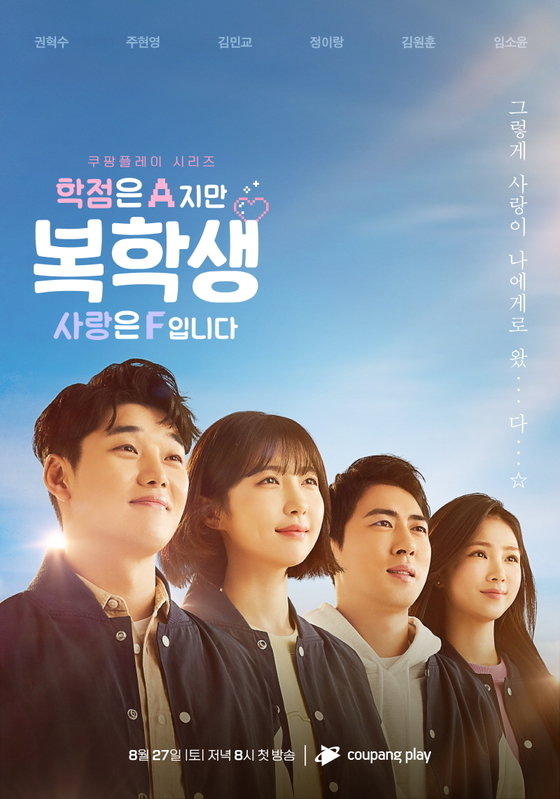 권혁수 주현영 김민교 정이랑 김원훈 임소윤
쿠팡플레이 시리즈
학점은 A지만
복학생
사랑은 F입니다
그렇게 사랑이 나에게로 왔...다...☆
8월 27일 |토| 저녁 8시 첫 방송 | coupang play